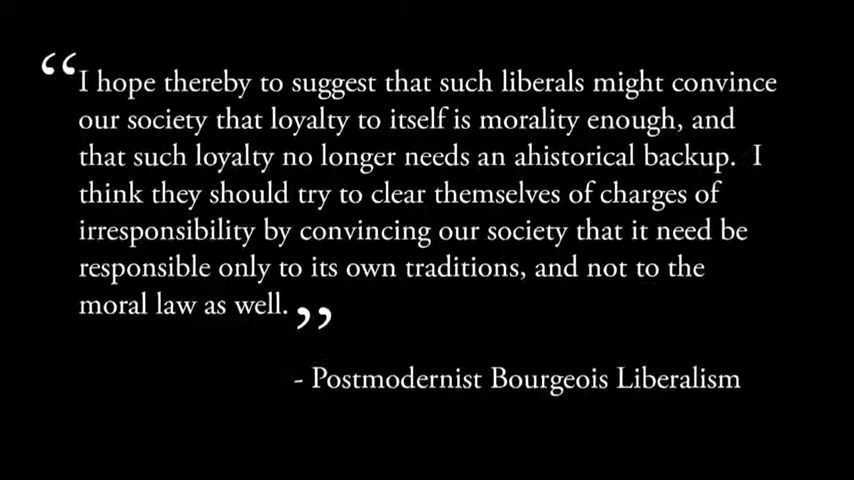 “I hope thereby to suggest that such liberals might convince
our society that loyalty to itself is morality enough, and
that such loyalty no longer needs an ahistorical backup.  I
think they should try to clear themselves of charges of
irresponsibility by convincing our society that it need be
responsible only to its own traditions, and not to the
moral law as well.”
- Postmodernist Bourgeois Liberalism